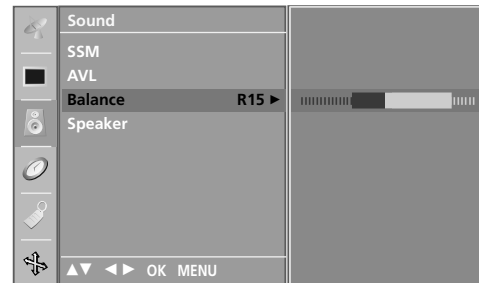 Sound
SSM
AVL
Balance R15 ►
Speaker
▲▼ ◄► OK MENU